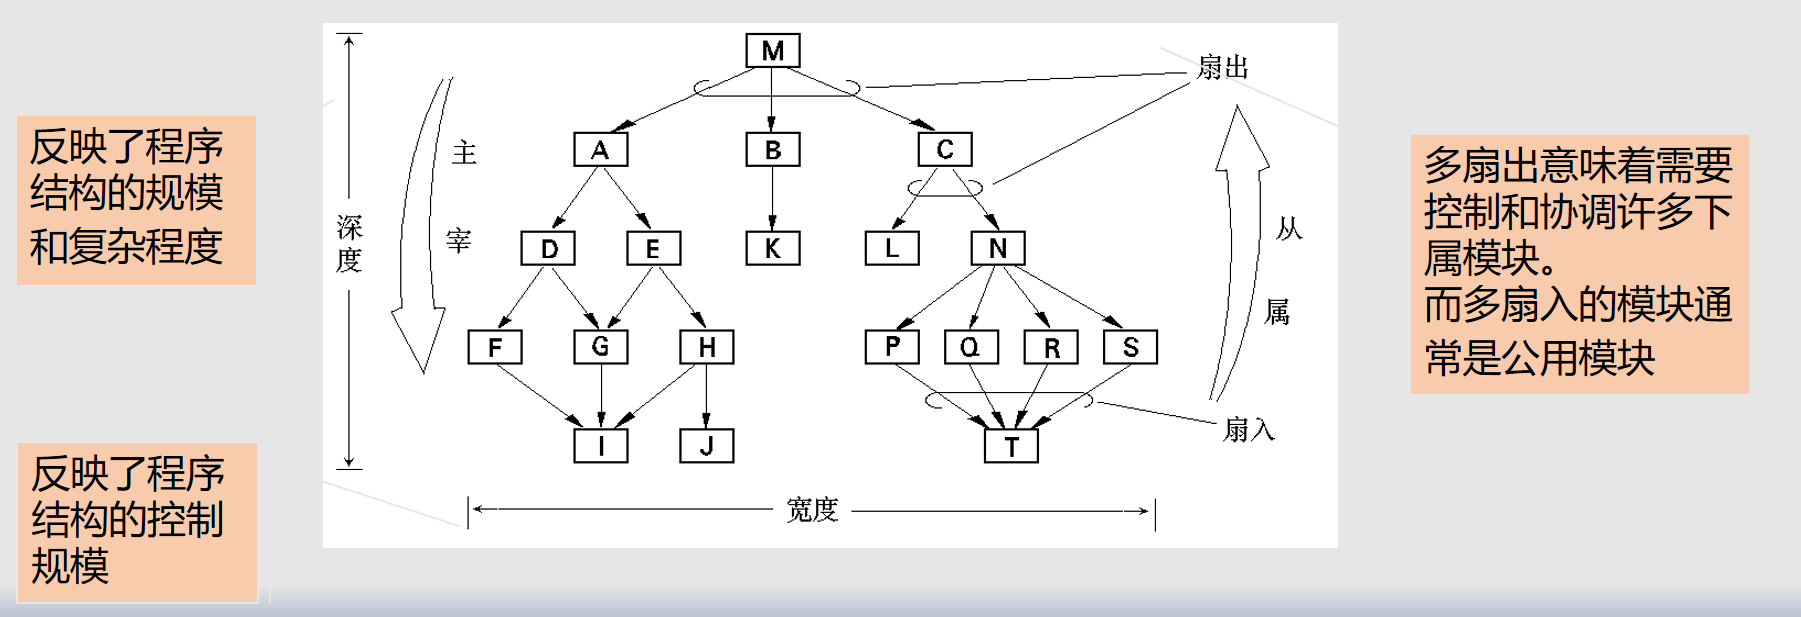 反映了程序
结构的规模
和复杂程度
反映了程序
结构的控制
规模
深度
主宰
M
扇出
A B C
D E K L N
F G H P Q R S
I J T
扇入
宽度
从属
多扇出意味着需要
控制和协调许多下
属模块。
而多扇入的模块通
常是公用模块